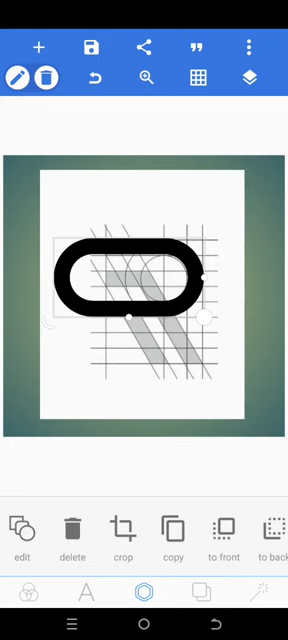 edit
delete
crop
copy
to front
to back